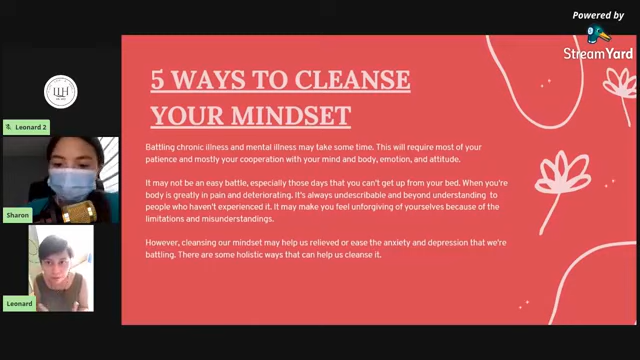 Powered by
StreamYard
5 WAYS TO CLEANSE
YOUR MINDSET
Battling chronic illness and mental illness may take some time. This will require most of your
patience and mostly your cooperation with your mind and body, emotion, and attitude.
It may not be an easy battle, especially those days that you can't get up from your bed. When you're
body is greatly in pain and deteriorating. It's always undescribable and beyond understanding to
people who haven't experienced it. It may make you feel unforgiving of yourselves because of the
limitations and misunderstandings.
However, cleansing our mindset may help us relieved or ease the anxiety and depression that we're
battling. There are some holistic ways that can help us cleanse it.
Leonard 2
Sharon
Leonard